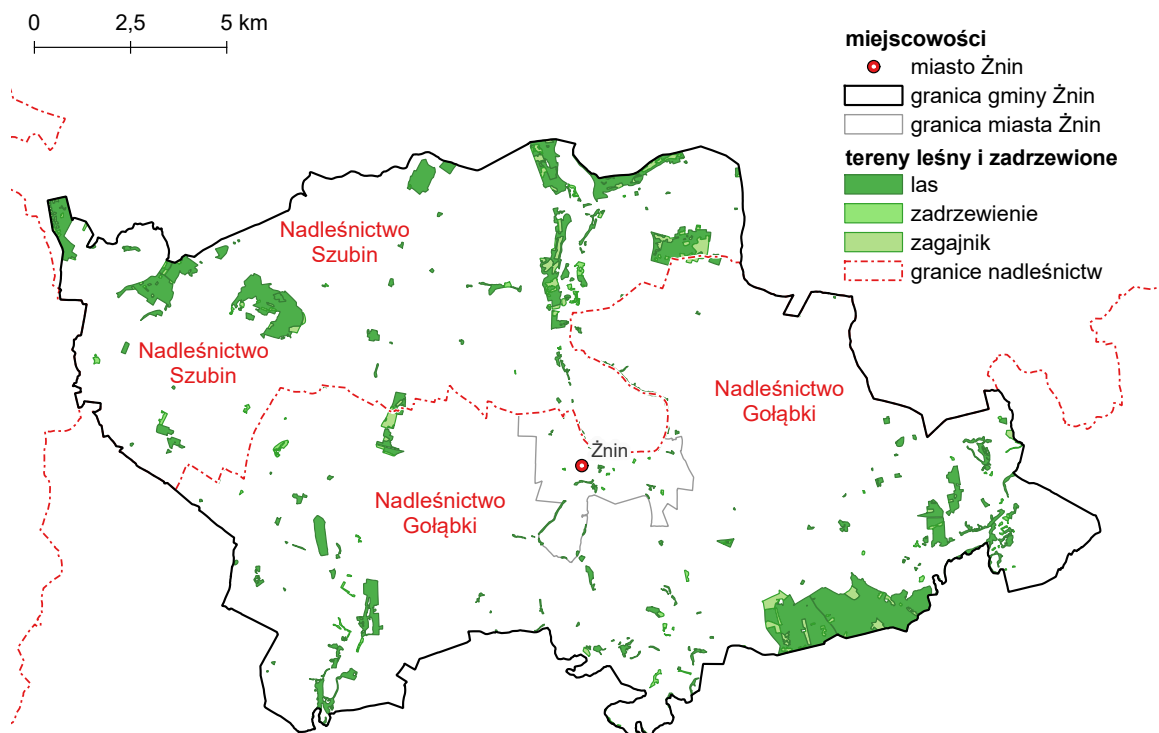 0
2,5
5 km
miejscowości
miasto Żnin
granica gminy Żnin
granica miasta Żnin
tereny leśny i zadrzewione
las
zadrzewienie
zagajnik
granice nadleśnictw
Nadleśnictwo
Szubin
Nadleśnictwo
Szubin
Nadleśnictwo
Gołąbki
Żnin
Nadleśnictwo
Gołąbki